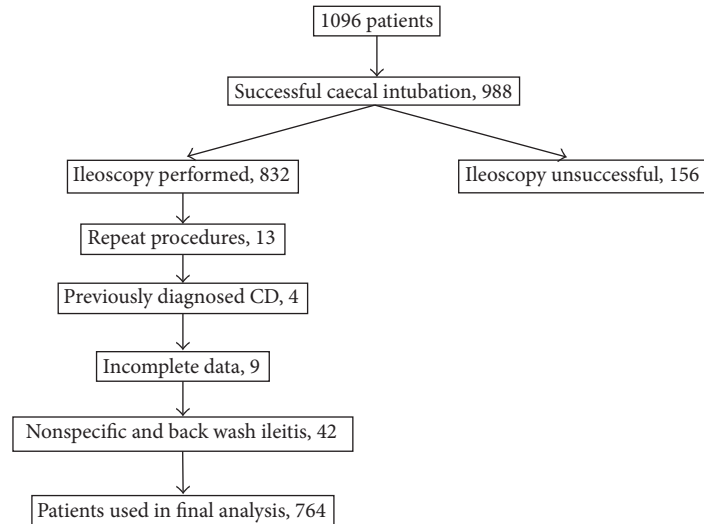 1096 patients
Successful caecal intubation, 988
Ileoscopy performed, 832
Ileoscopy unsuccessful, 156
Repeat procedures, 13
Previously diagnosed CD, 4
Incomplete data, 9
Nonspecific and back wash ileitis, 42
Patients used in final analysis, 764